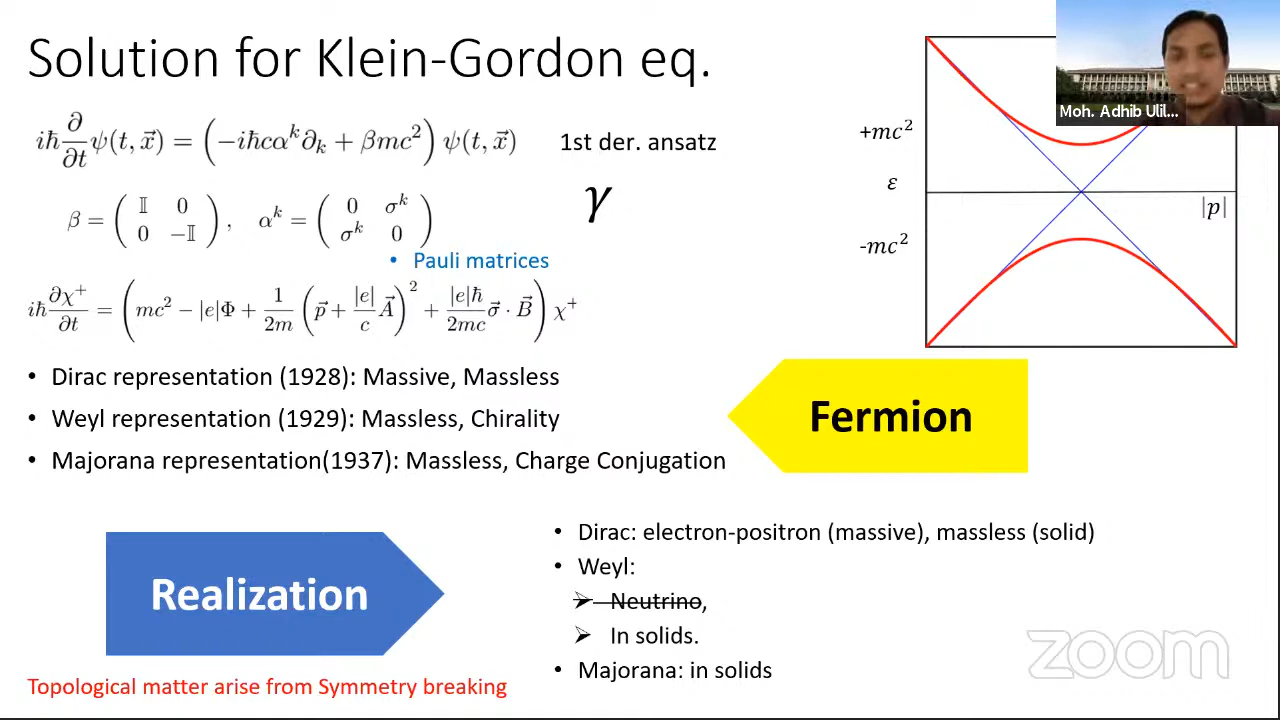 Solution for Klein-Gordon eq.
iħ ∂/∂t ψ(t, x⃗) = (−iħcα^k ∂_k + βmc²) ψ(t, x⃗)
1st der. ansatz
β = ( 𝕀 0 ; 0 −𝕀 ), α^k = ( 0 σ^k ; σ^k 0 )
γ
• Pauli matrices
iħ ∂χ⁺/∂t = ( mc² − |e|Φ + 1/2m ( p⃗ + |e|/c A⃗ )² + |e|ħ/2mc σ⃗ · B⃗ ) χ⁺
+mc²
ε
-mc²
|p|
Moh. Adhib Ulil...
• Dirac representation (1928): Massive, Massless
• Weyl representation (1929): Massless, Chirality
• Majorana representation(1937): Massless, Charge Conjugation
Fermion
Realization
• Dirac: electron-positron (massive), massless (solid)
• Weyl:
➢ Neutrino,
➢ In solids.
• Majorana: in solids
Topological matter arise from Symmetry breaking
zoom